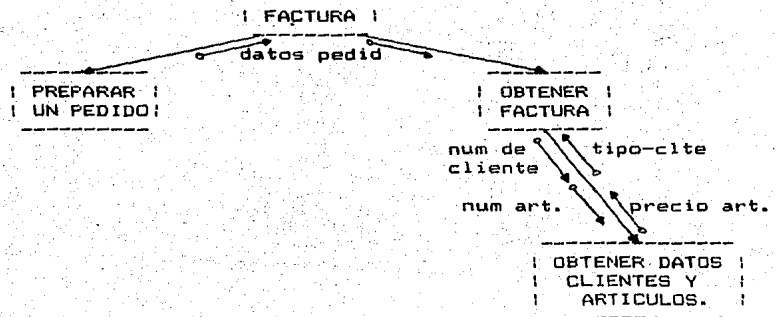 FACTURA
datos pedid
PREPARAR
UN PEDIDO
OBTENER
FACTURA
num de
cliente
tipo-clte
num art.
precio art.
OBTENER DATOS
CLIENTES Y
ARTICULOS.